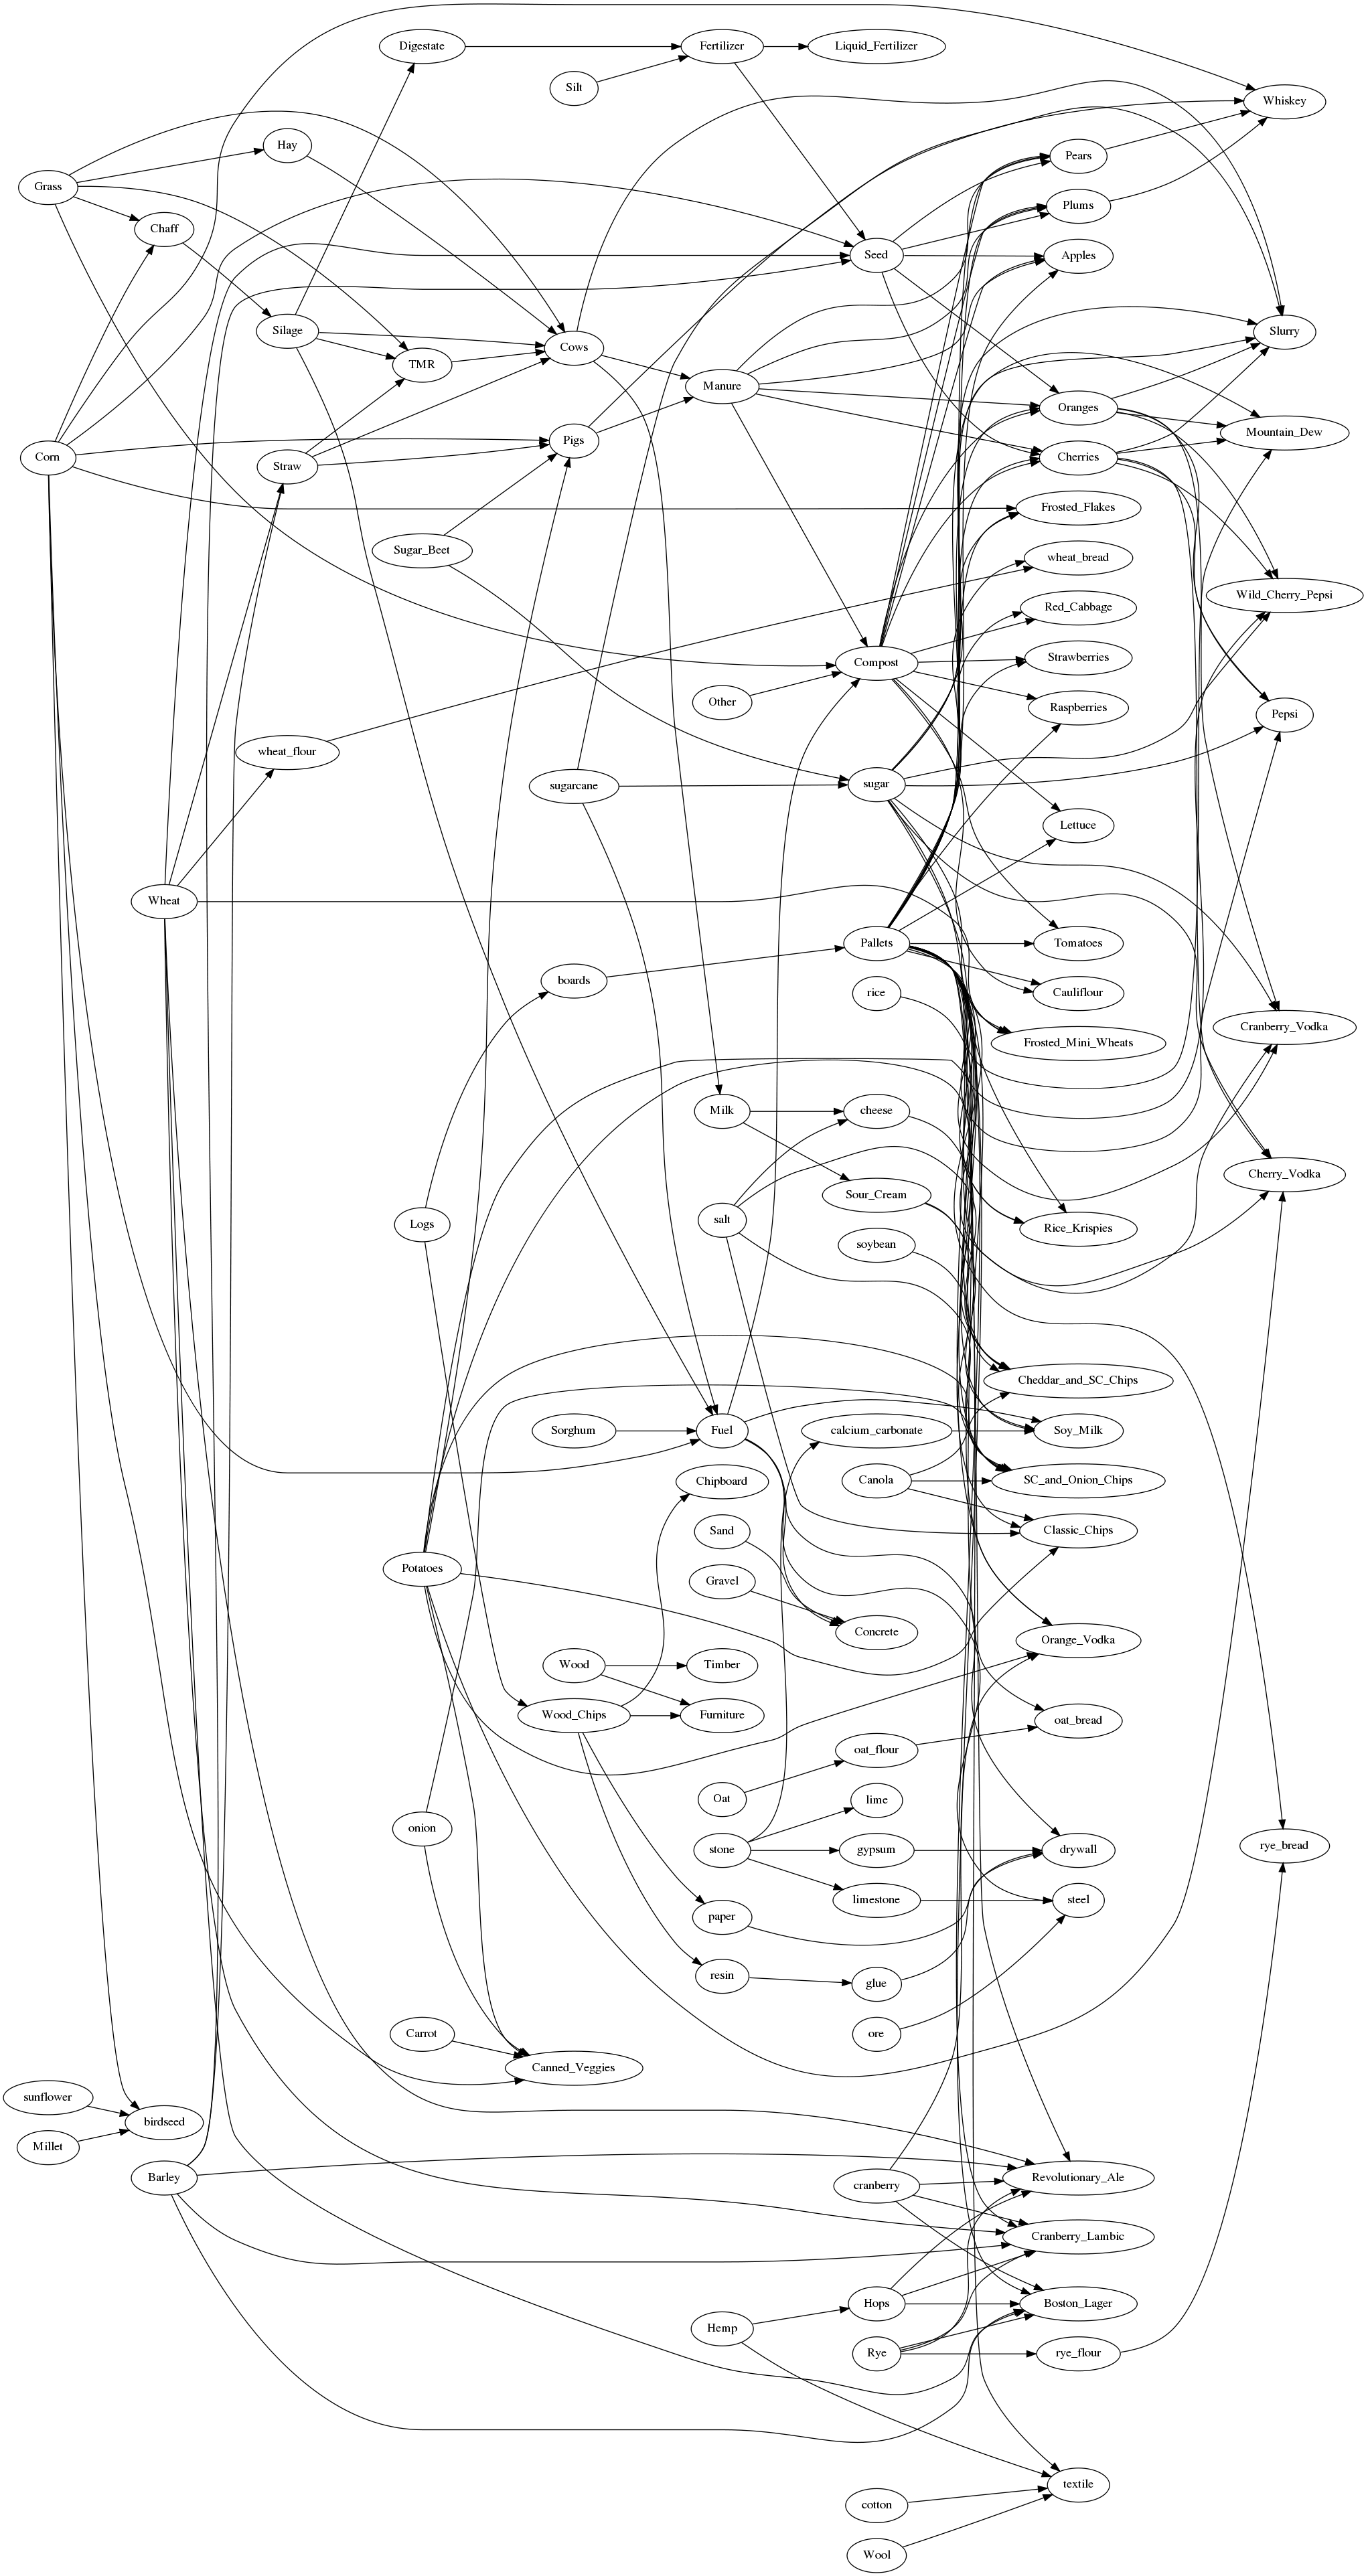 Digestate
Fertilizer
Liquid_Fertilizer
Silt
Whiskey
Hay
Pears
Grass
Plums
Chaff
Seed
Apples
Silage
Slurry
Cows
TMR
Manure
Oranges
Mountain_Dew
Pigs
Corn
Cherries
Straw
Frosted_Flakes
Sugar_Beet
wheat_bread
Wild_Cherry_Pepsi
Red_Cabbage
Compost
Strawberries
Other
Raspberries
Pepsi
wheat_flour
sugarcane
sugar
Lettuce
Wheat
Pallets
Tomatoes
boards
rice
Cauliflour
Cranberry_Vodka
Frosted_Mini_Wheats
Milk
cheese
Cherry_Vodka
Sour_Cream
salt
Logs
Rice_Krispies
soybean
Cheddar_and_SC_Chips
Sorghum
Fuel
calcium_carbonate
Soy_Milk
Chipboard
Canola
SC_and_Onion_Chips
Sand
Classic_Chips
Potatoes
Gravel
Concrete
Orange_Vodka
Wood
Timber
Wood_Chips
Furniture
oat_bread
oat_flour
Oat
lime
onion
rye_bread
stone
gypsum
drywall
limestone
steel
paper
resin
glue
Carrot
ore
Canned_Veggies
sunflower
birdseed
Millet
Barley
cranberry
Revolutionary_Ale
Cranberry_Lambic
Hops
Boston_Lager
Hemp
Rye
rye_flour
textile
cotton
Wool